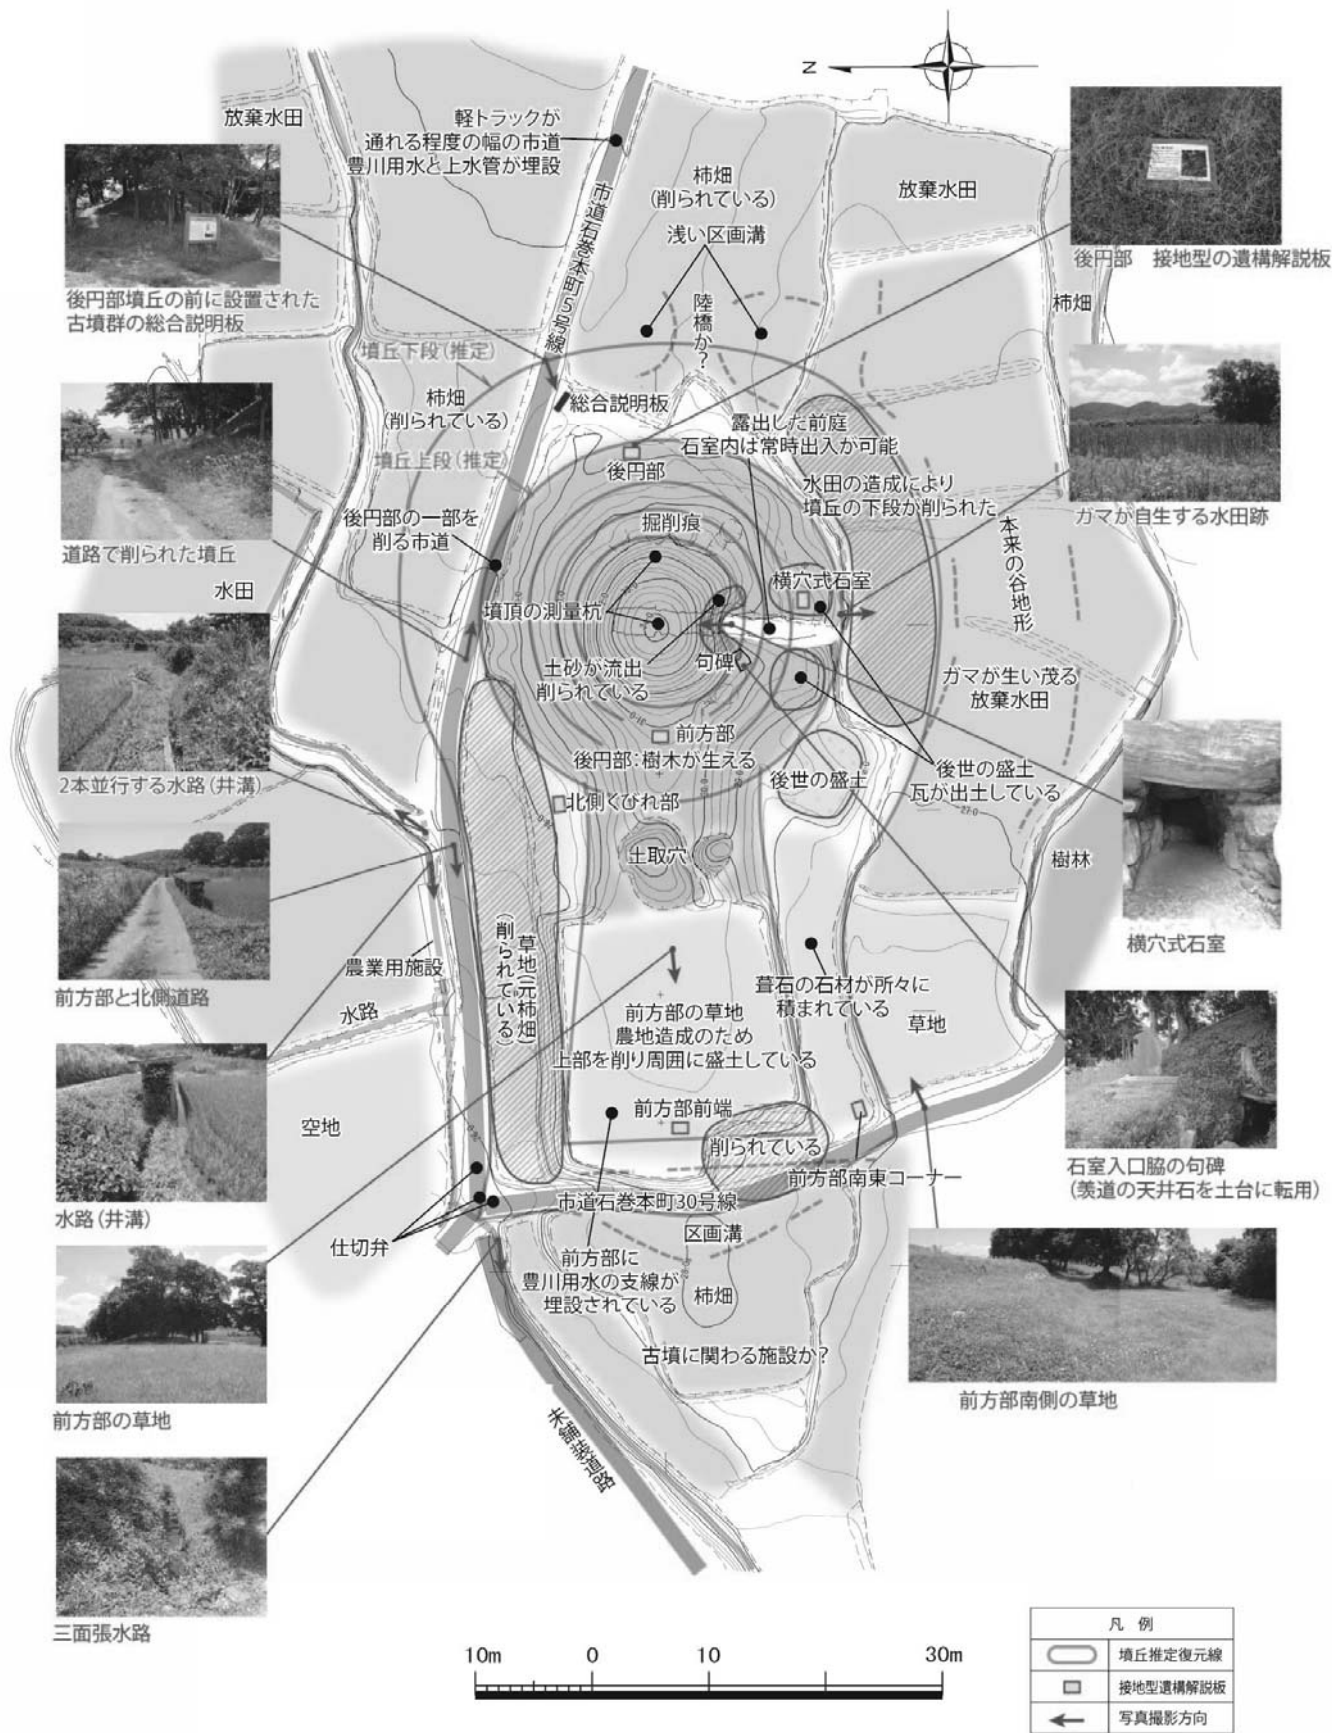 N
放棄水田
軽トラックが
通れる程度の幅の市道
豊川用水と上水管が埋設
市道石巻本町5号線
柿畑
(削られている)
浅い区画溝
陸橋か?
放棄水田
柿畑
後円部 接地型の遺構解説板
後円部墳丘の前に設置された
古墳群の総合説明板
墳丘下段(推定)
柿畑
(削られている)
総合説明板
墳丘上段(推定)
露出した前庭
石室内は常時出入が可能
後円部
水田の造成により
墳丘の下段が削られた
ガマが自生する水田跡
本来の谷地形
道路で削られた墳丘
後円部の一部を
削る市道
掘削痕
横穴式石室
水田
墳頂の測量杭
土砂が流出
削られている
句碑
ガマが生い茂る
放棄水田
前方部
後円部:樹木が生える
後世の盛土
後世の盛土
瓦が出土している
2本並行する水路(井溝)
北側くびれ部
土取穴
樹林
27.0
横穴式石室
草地(元柿畑)
(削られている)
前方部と北側道路
農業用施設
水路
前方部の草地
農地造成のため
上部を削り周囲に盛土している
葺石の石材が所々に
積まれている
草地
空地
前方部前端
削られている
前方部南東コーナー
石室入口脇の句碑
(羨道の天井石を土台に転用)
水路(井溝)
市道石巻本町30号線
仕切弁
区画溝
前方部に
豊川用水の支線が
埋設されている
柿畑
古墳に関わる施設か?
前方部の草地
前方部南側の草地
未舗装道路
三面張水路
10m 0 10 30m
凡 例
墳丘推定復元線
接地型遺構解説板
写真撮影方向